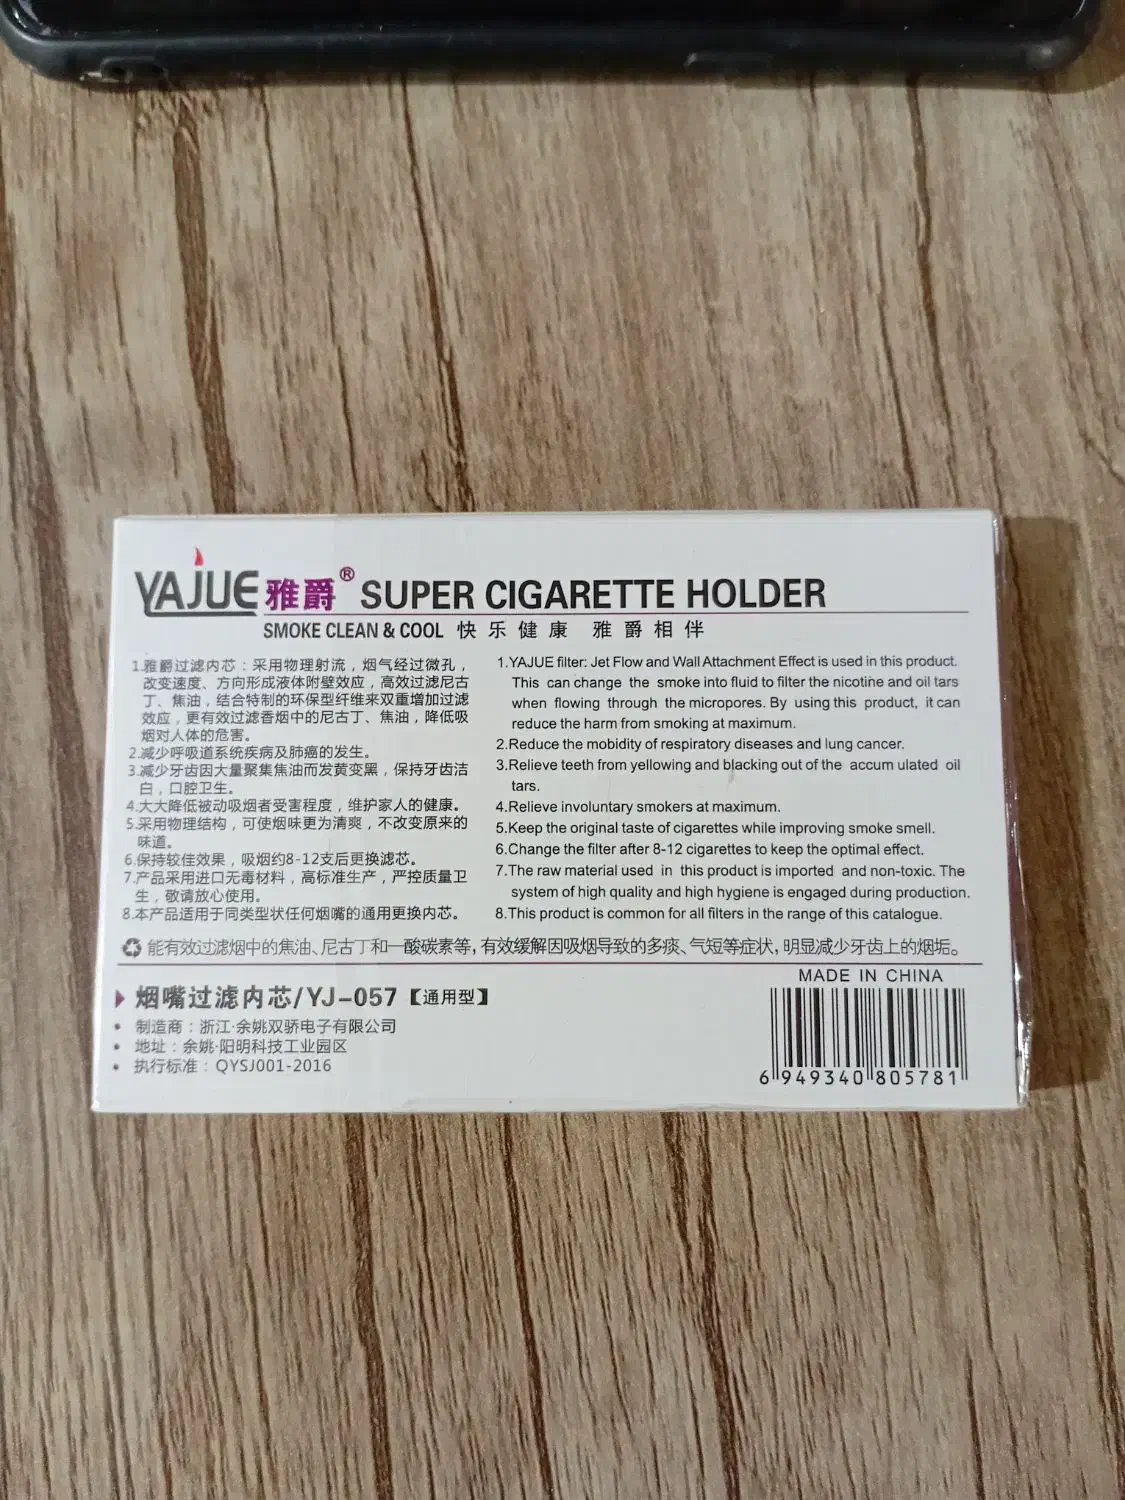 YAJUE 雅爵® SUPER CIGARETTE HOLDER
SMOKE CLEAN & COOL 快乐健康 雅爵相伴
1.雅爵过滤内芯：采用物理射流，烟气经过微孔，
改变速度、方向形成液体附壁效应，高效过滤尼古
丁、焦油，结合特制的环保型纤维来双重增加过滤
效应，更有效过滤香烟中的尼古丁、焦油，降低吸
烟对人体的危害。
2.减少呼吸道系统疾病及肺癌的发生。
3.减少牙齿因大量聚集焦油而发黄变黑，保持牙齿洁
白，口腔卫生。
4.大大降低被动吸烟者受害程度，维护家人的健康。
5.采用物理结构，可使烟味更为清爽，不改变原来的
味道。
6.保持较佳效果，吸烟约8-12支后更换滤芯。
7.产品采用进口无毒材料，高标准生产，严控质量卫
生，敬请放心使用。
8.本产品适用于同类型状任何烟嘴的通用更换内芯。
1.YAJUE filter: Jet Flow and Wall Attachment Effect is used in this product.
This can change the smoke into fluid to filter the nicotine and oil tars
when flowing through the micropores. By using this product, it can
reduce the harm from smoking at maximum.
2.Reduce the mobidity of respiratory diseases and lung cancer.
3.Relieve teeth from yellowing and blacking out of the accum ulated oil
tars.
4.Relieve involuntary smokers at maximum.
5.Keep the original taste of cigarettes while improving smoke smell.
6.Change the filter after 8-12 cigarettes to keep the optimal effect.
7.The raw material used in this product is imported and non-toxic. The
system of high quality and high hygiene is engaged during production.
8.This product is common for all filters in the range of this catalogue.
能有效过滤烟中的焦油、尼古丁和一酸碳素等，有效缓解因吸烟导致的多痰、气短等症状，明显减少牙齿上的烟垢。
烟嘴过滤内芯/YJ-057【通用型】
• 制造商：浙江·余姚双骄电子有限公司
• 地址：余姚·阳明科技工业园区
• 执行标准：QYSJ001-2016
MADE IN CHINA
6 949340 805781